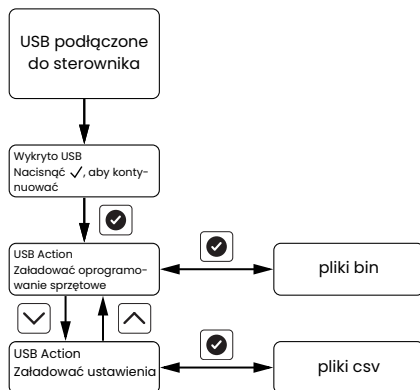 USB podłączone
do sterownika
Wykryto USB
Nacisnąć ✓, aby konty-
nuować
USB Action
Załadować oprogramo-
wanie sprzętowe
pliki bin
USB Action
Załadować ustawienia
pliki csv